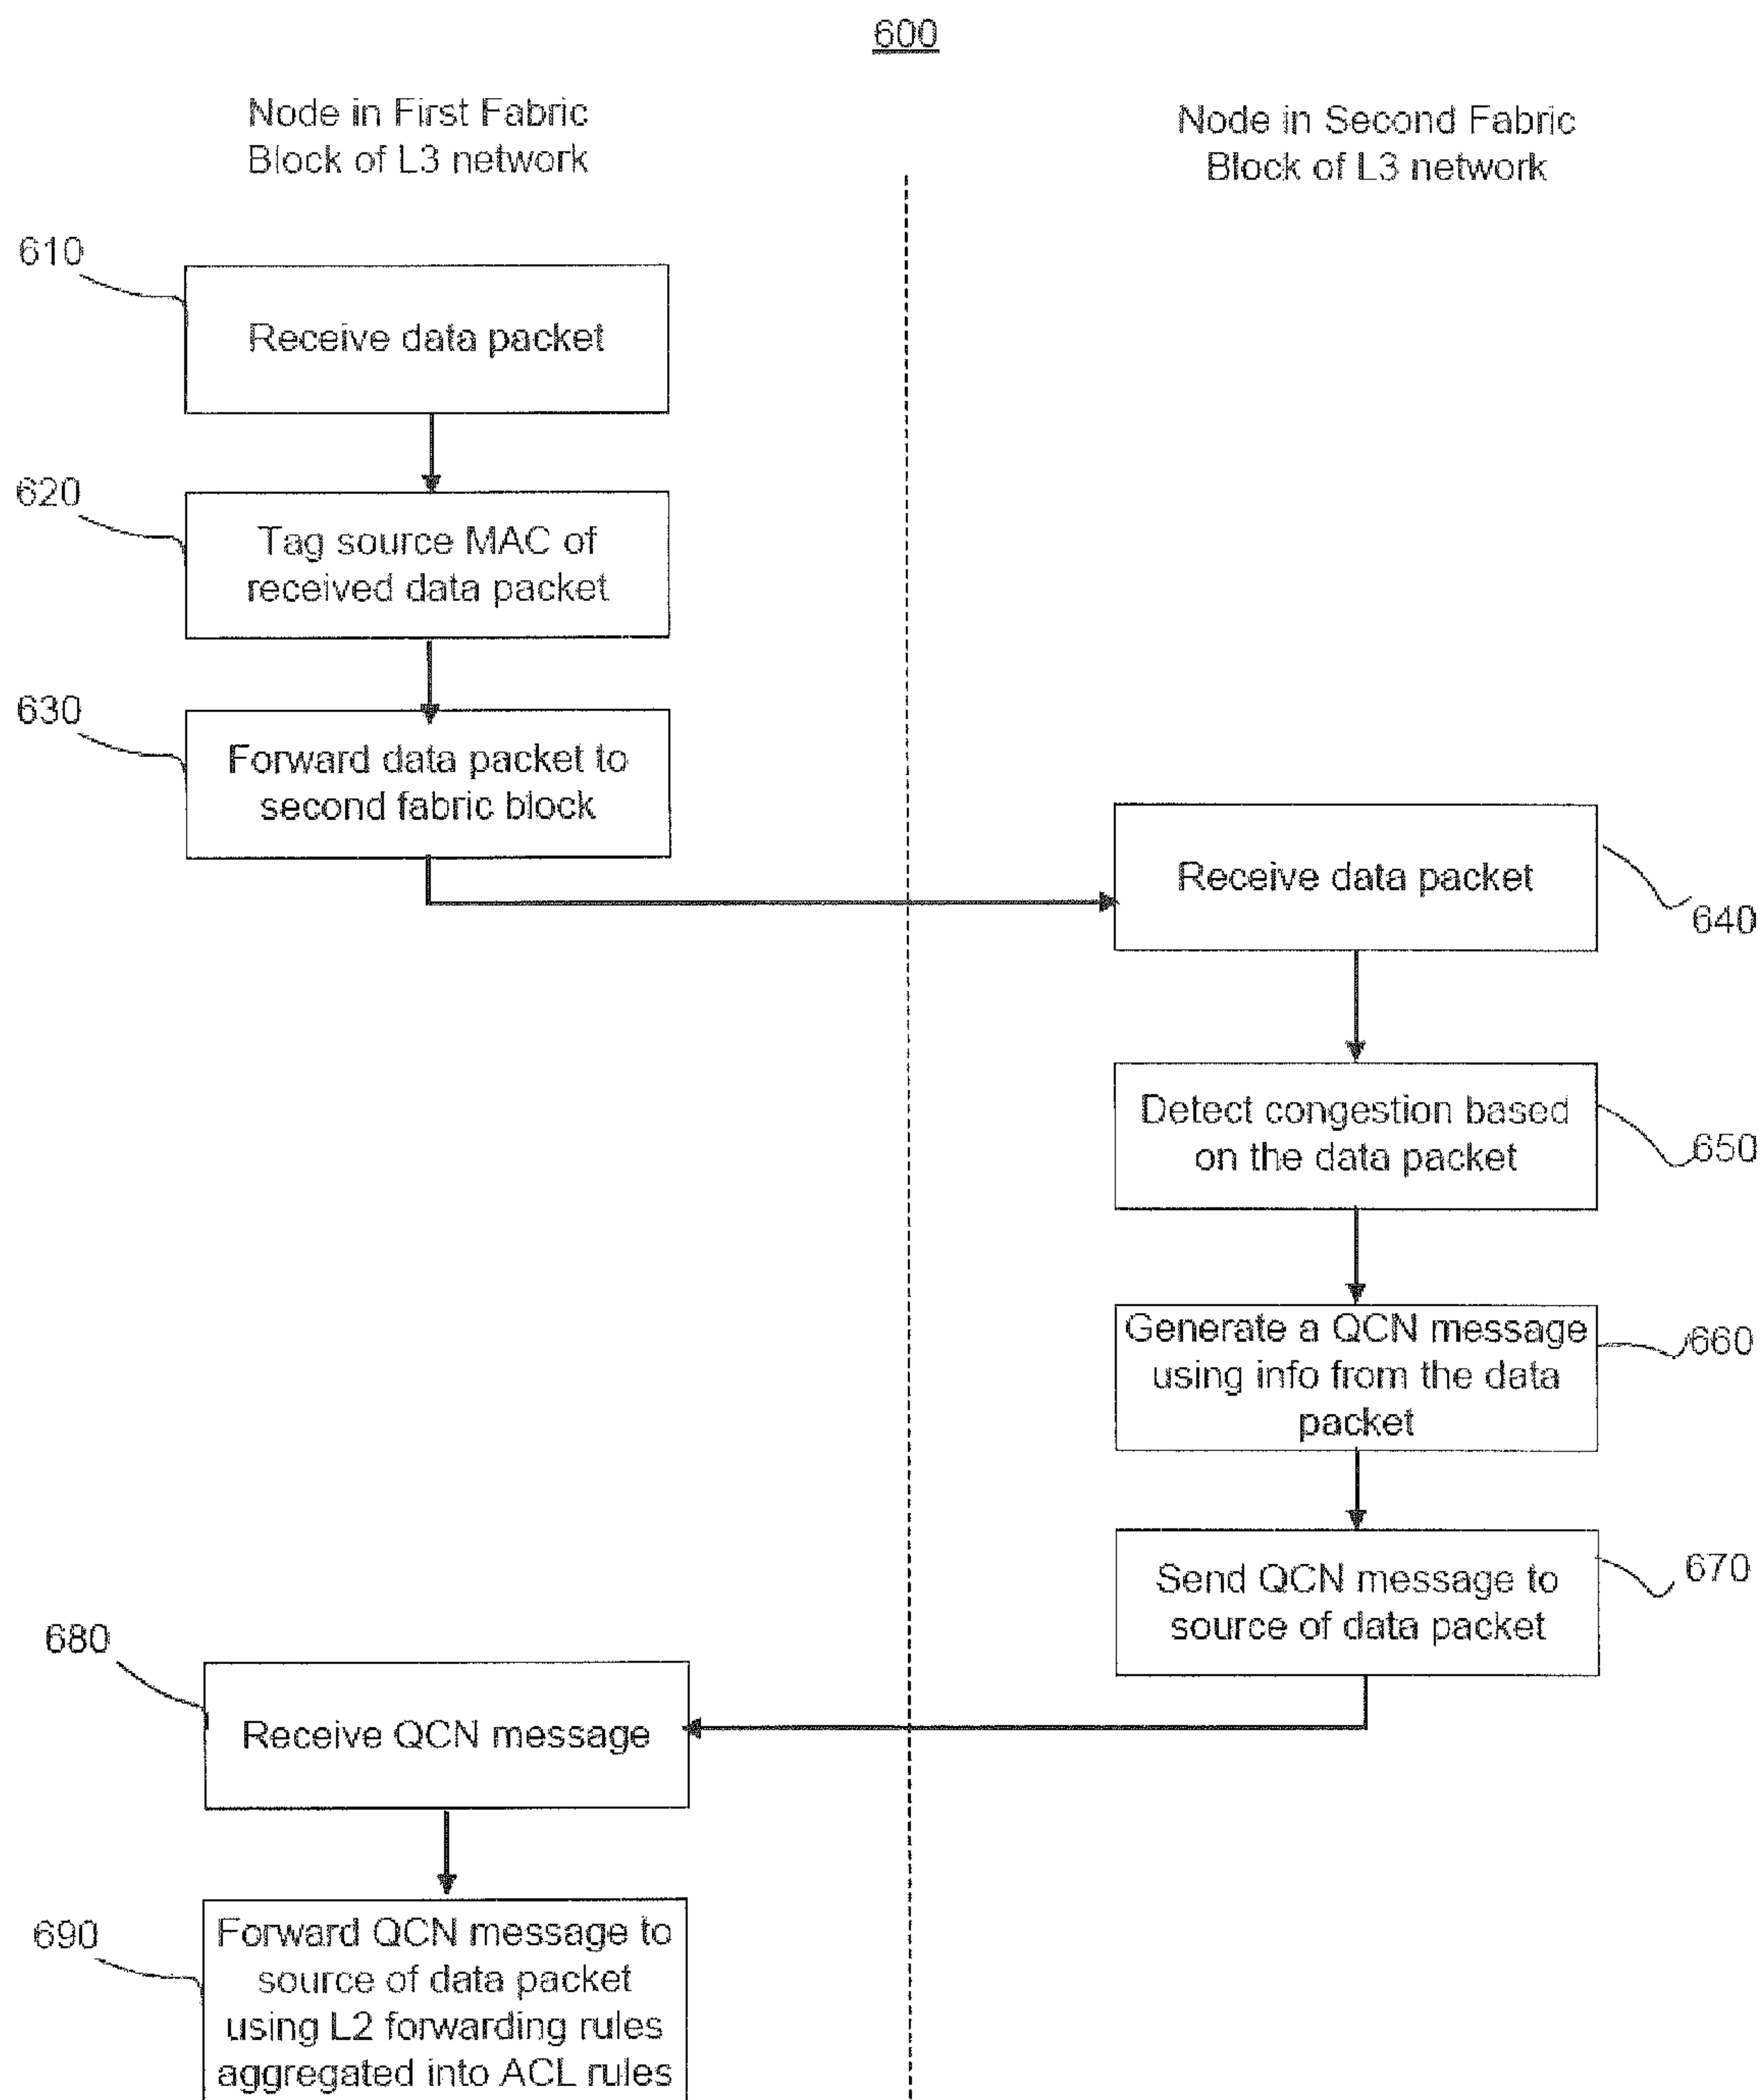 600
Node in First Fabric
Block of L3 network
Node in Second Fabric
Block of L3 network
610
Receive data packet
620
Tag source MAC of
received data packet
630
Forward data packet to
second fabric block
Receive data packet
640
Detect congestion based
on the data packet
650
Generate a QCN message
using info from the data
packet
660
Send QCN message to
source of data packet
670
680
Receive QCN message
690
Forward QCN message to
source of data packet
using L2 forwarding rules
aggregated into ACL rules